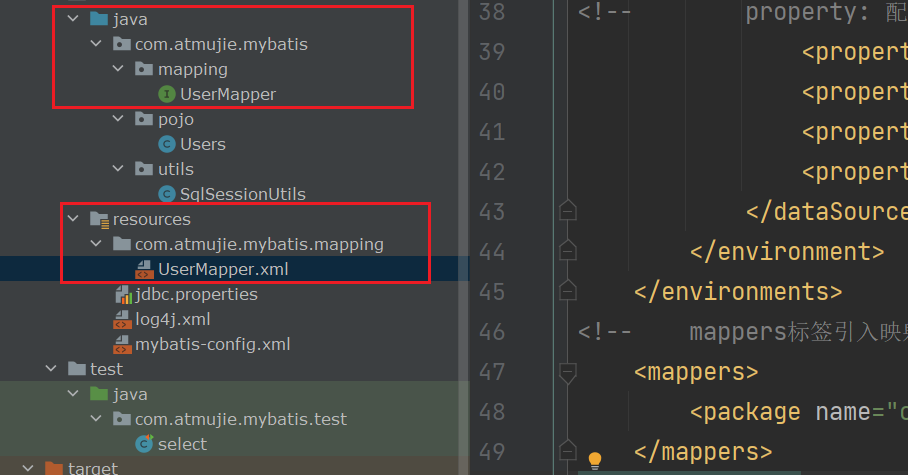 java
com.atmujie.mybatis
mapping
UserMapper
pojo
Users
utils
SqlSessionUtils
resources
com.atmujie.mybatis.mapping
UserMapper.xml
jdbc.properties
log4j.xml
mybatis-config.xml
test
java
com.atmujie.mybatis.test
select
target
38 <!-- property: 配
39 <propert
40 <propert
41 <propert
42 <propert
43 </dataSource
44 </environment>
45 </environments>
46 <!-- mappers标签引入映
47 <mappers>
48 <package name="c
49 </mappers>